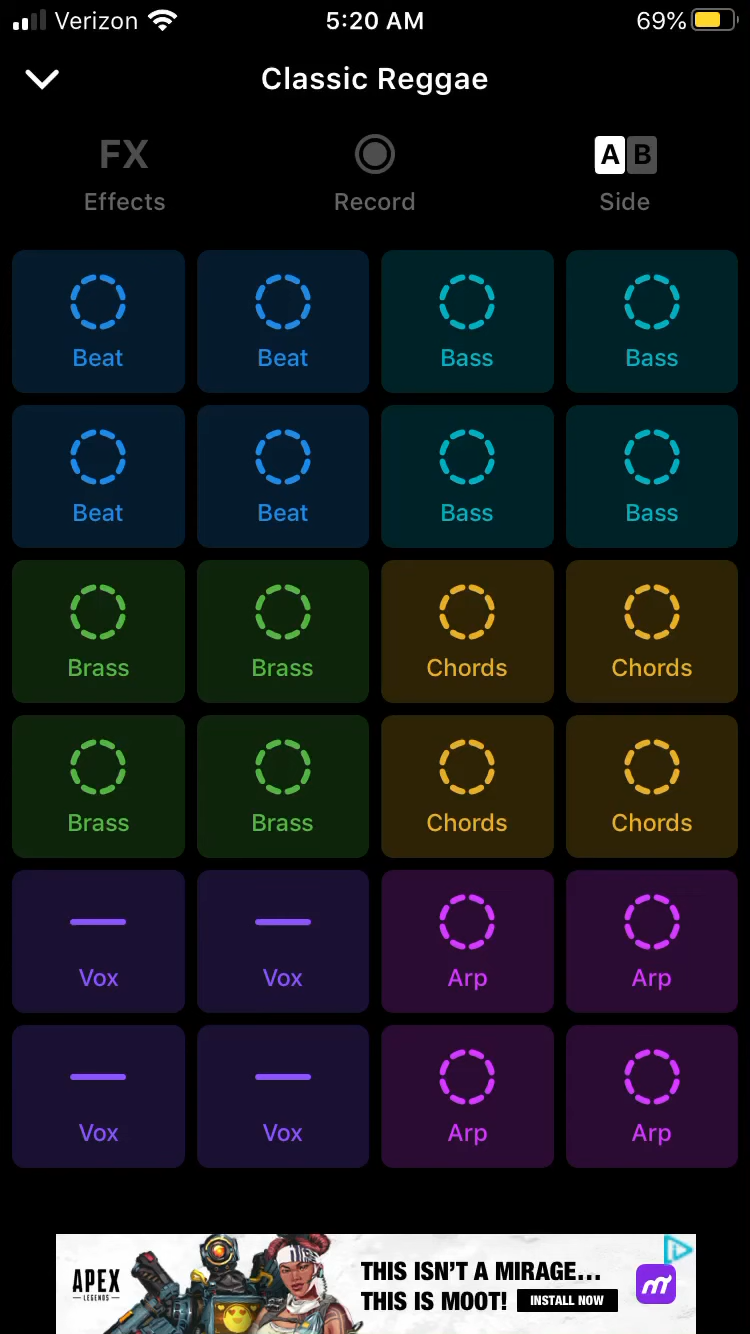 Verizon 5:20 AM 69%
Classic Reggae
FX A B
Effects Record Side
Beat Beat Bass Bass
Beat Beat Bass Bass
Brass Brass Chords Chords
Brass Brass Chords Chords
Vox Vox Arp Arp
Vox Vox Arp Arp
APEX
LEGENDS
THIS ISN'T A MIRAGE...
THIS IS MOOT! INSTALL NOW
m